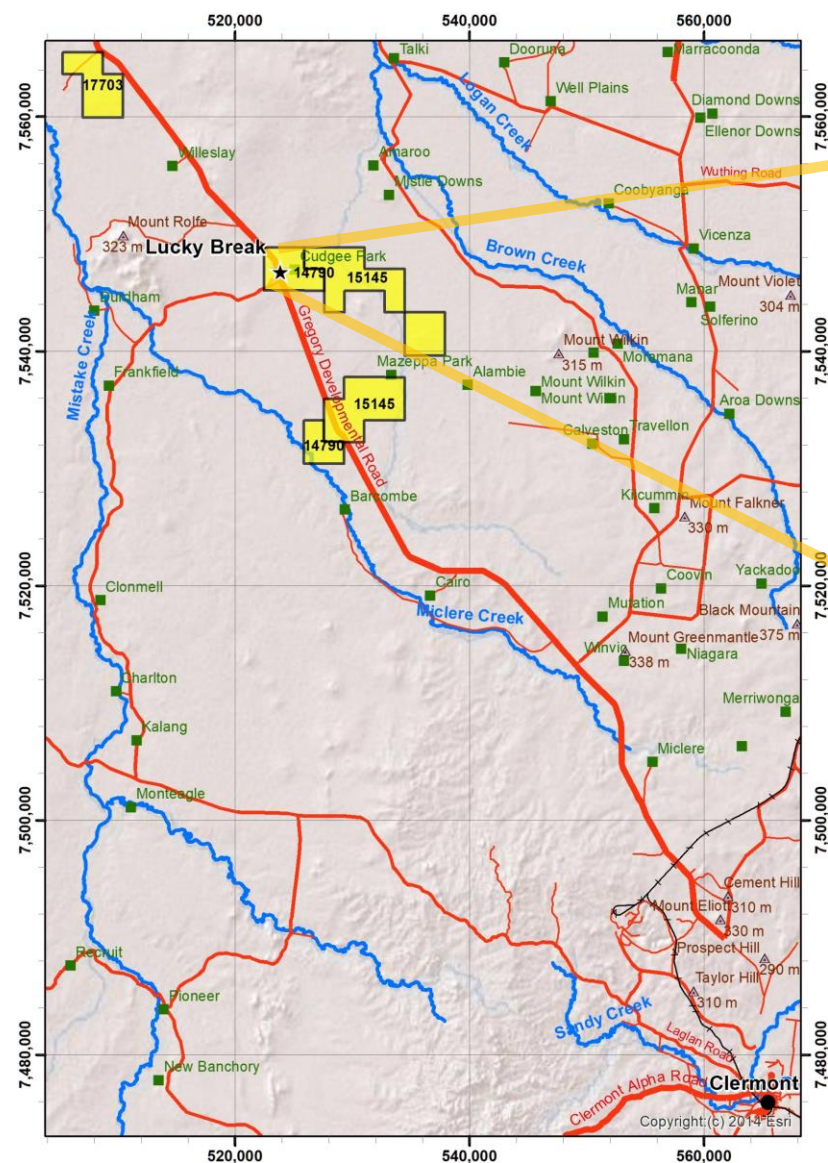 520,000
540,000
560,000
Talki
Dooruna
Marracoonda
17703
Logan Creek
Well Plains
Diamond Downs
7,560,000
7,560,000
Ellenor Downs
Willeslay
Amaroo
Wuthing Road
Mistie Downs
Coobyanga
Mount Rolfe
323 m
Lucky Break
Cudgee Park
Brown Creek
Vicenza
14790
15145
Mount Violet
304 m
Duldham
Manar
Solferino
Mistake Creek
Gregory Developmental Road
Mount Wilkin
315 m
Moramana
7,540,000
7,540,000
Frankfield
Mazeppa Park
Alambie
Mount Wilkin
Mount Wilkin
15145
Aroa Downs
14790
Galveston
Travellon
Barcombe
Kilcummin
Mount Falkner
330 m
7,520,000
7,520,000
Clonmell
Cairo
Coovin
Yackadoo
Miclere Creek
Mutation
Black Mountain
375 m
Mount Greenmantle
338 m
Winvic
Niagara
Charlton
Merriwonga
Kalang
Miclere
Monteagle
7,500,000
7,500,000
Cement Hill
310 m
Mount Eliott
330 m
Recruit
Prospect Hill
290 m
Pioneer
Taylor Hill
310 m
Sandy Creek
Laglan Road
7,480,000
7,480,000
New Banchory
Clermont
Clermont Alpha Road
Copyright:(c) 2014 Esri
520,000
540,000
560,000